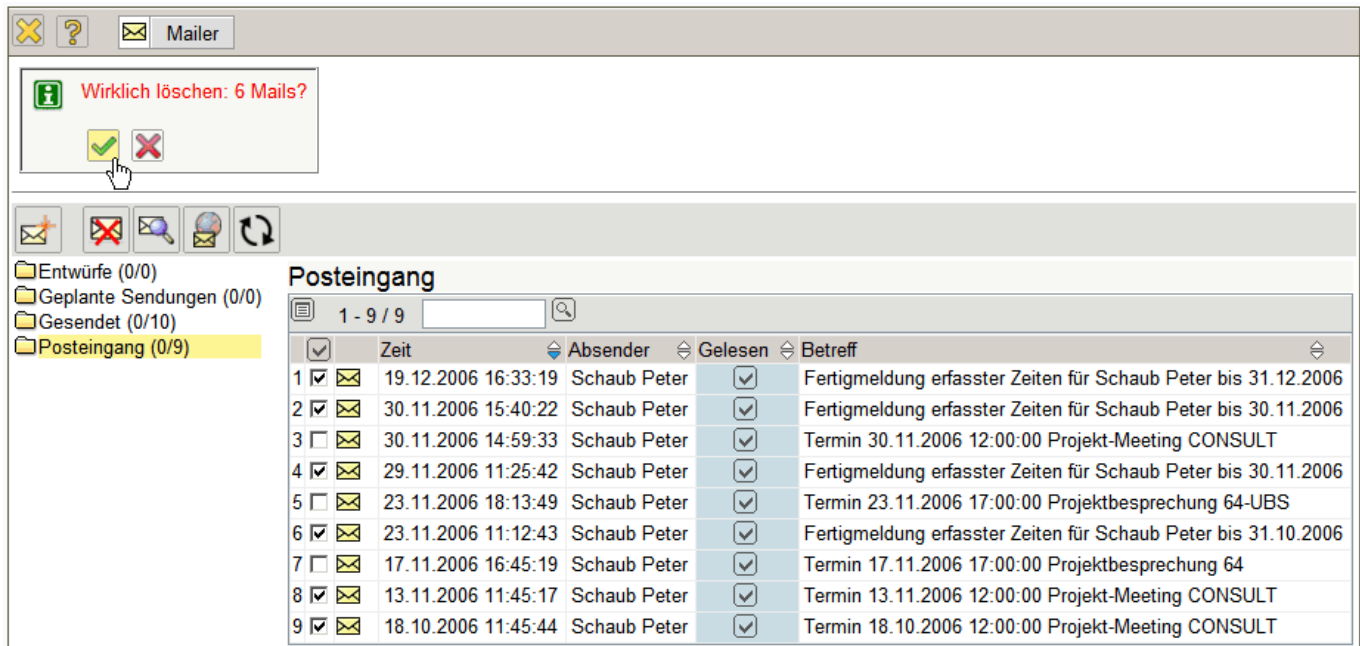 Mailer
Wirklich löschen: 6 Mails?
Entwürfe (0/0)
Geplante Sendungen (0/0)
Gesendet (0/10)
Posteingang (0/9)
Posteingang
1 - 9 / 9
Zeit Absender Gelesen Betreff
1 19.12.2006 16:33:19 Schaub Peter Fertigmeldung erfasster Zeiten für Schaub Peter bis 31.12.2006
2 30.11.2006 15:40:22 Schaub Peter Fertigmeldung erfasster Zeiten für Schaub Peter bis 30.11.2006
3 30.11.2006 14:59:33 Schaub Peter Termin 30.11.2006 12:00:00 Projekt-Meeting CONSULT
4 29.11.2006 11:25:42 Schaub Peter Fertigmeldung erfasster Zeiten für Schaub Peter bis 30.11.2006
5 23.11.2006 18:13:49 Schaub Peter Termin 23.11.2006 17:00:00 Projektbesprechung 64-UBS
6 23.11.2006 11:12:43 Schaub Peter Fertigmeldung erfasster Zeiten für Schaub Peter bis 31.10.2006
7 17.11.2006 16:45:19 Schaub Peter Termin 17.11.2006 17:00:00 Projektbesprechung 64
8 13.11.2006 11:45:17 Schaub Peter Termin 13.11.2006 12:00:00 Projekt-Meeting CONSULT
9 18.10.2006 11:45:44 Schaub Peter Termin 18.10.2006 12:00:00 Projekt-Meeting CONSULT